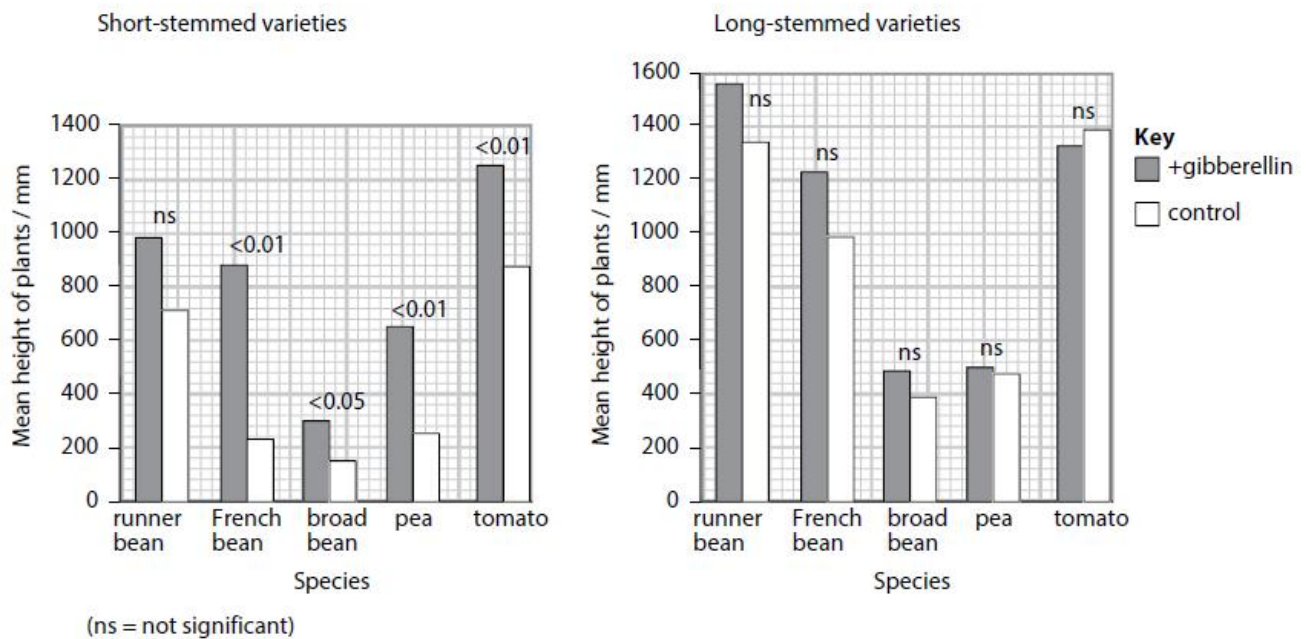 Short-stemmed varieties
Mean height of plants / mm
1400
1200
1000
800
600
400
200
0
ns
<0.01
<0.05
<0.01
<0.01
runner
bean
French
bean
broad
bean
pea
tomato
Species
(ns = not significant)
Long-stemmed varieties
Mean height of plants / mm
1600
1400
1200
1000
800
600
400
200
0
ns
ns
ns
ns
ns
runner
bean
French
bean
broad
bean
pea
tomato
Species
Key
+gibberellin
control